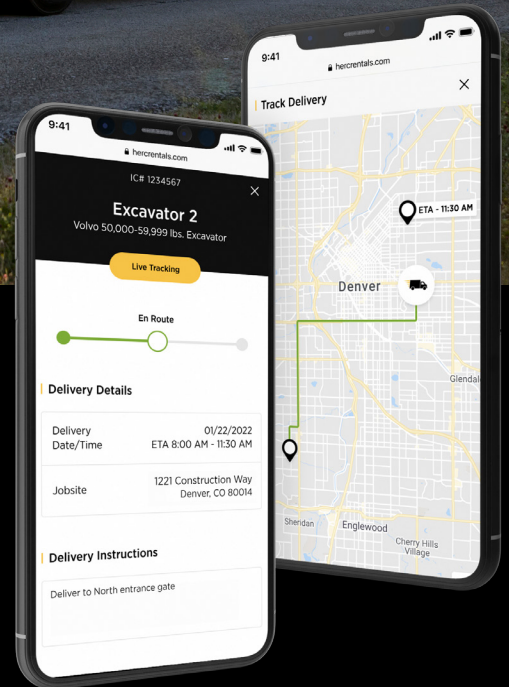 9:41
hercrentals.com
IC# 1234567
Excavator 2
Volvo 50,000-59,999 lbs. Excavator
Live Tracking
En Route
Delivery Details
Delivery Date/Time
01/22/2022
ETA 8:00 AM - 11:30 AM
Jobsite
1221 Construction Way
Denver, CO 80014
Delivery Instructions
Deliver to North entrance gate
9:41
hercrentals.com
Track Delivery
ETA - 11:30 AM
Denver
Glendal
Sheridan
Englewood
Cherry Hills
Village